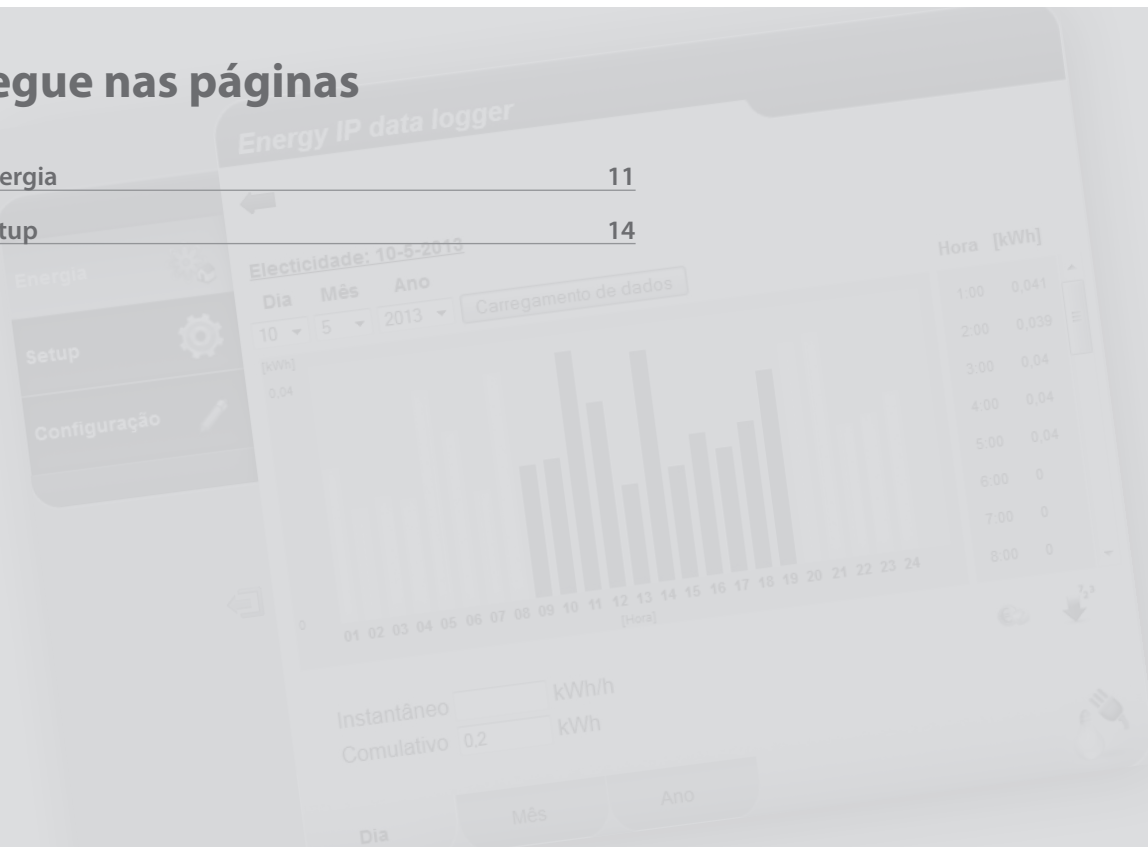 egue nas páginas
ergia 11
tup 14
Energy IP data logger
Energia
Setup
Configuração
Electicidade: 10-5-2013
Dia Mês Ano
10 5 2013 Carregamento de dados
[kWh]
0,04
0
01 02 03 04 05 06 07 08 09 10 11 12 13 14 15 16 17 18 19 20 21 22 23 24
[Hora]
Hora [kWh]
1:00 0,041
2:00 0,039
3:00 0,04
4:00 0,04
5:00 0,04
6:00 0
7:00 0
8:00 0
Instantâneo kWh/h
Comulativo 0,2 kWh
Dia Mês Ano